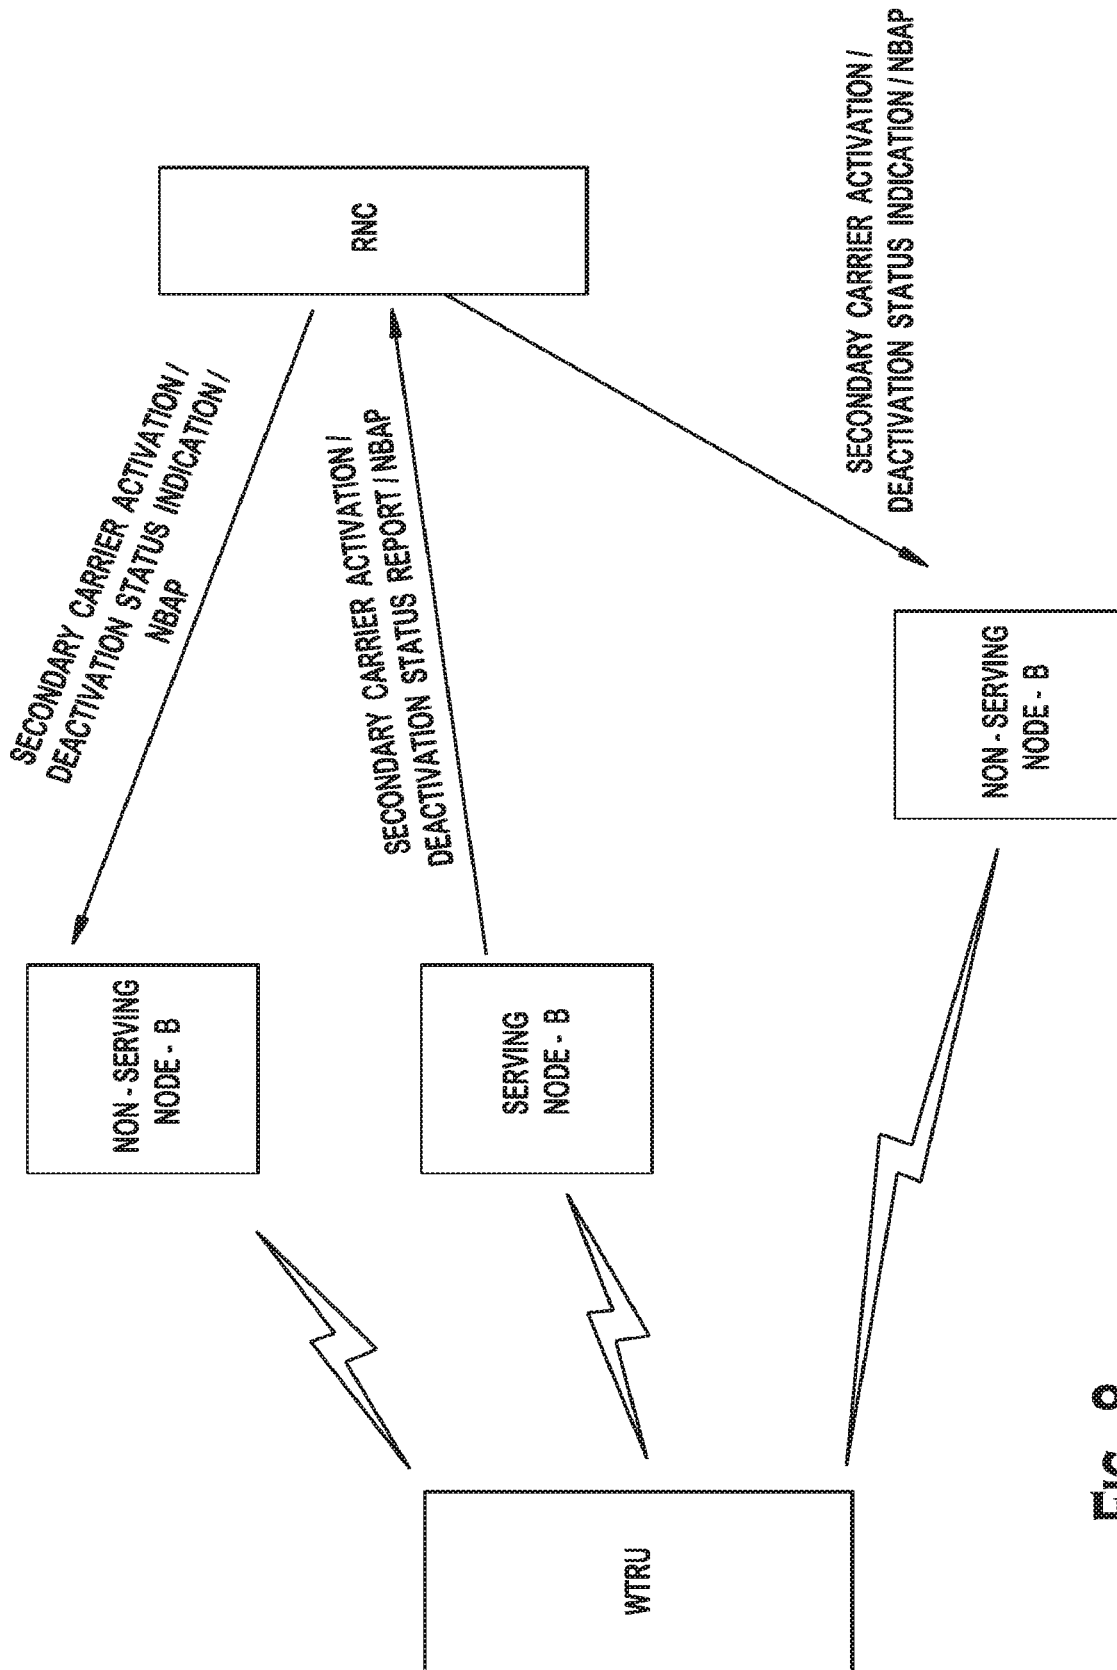 SECONDARY CARRIER ACTIVATION /
DEACTIVATION STATUS INDICATION /
NBAP
NON - SERVING
NODE - B
RNC
SECONDARY CARRIER ACTIVATION /
DEACTIVATION STATUS REPORT / NBAP
SERVING
NODE - B
WTRU
SECONDARY CARRIER ACTIVATION /
DEACTIVATION STATUS INDICATION / NBAP
NON - SERVING
NODE - B
FIG